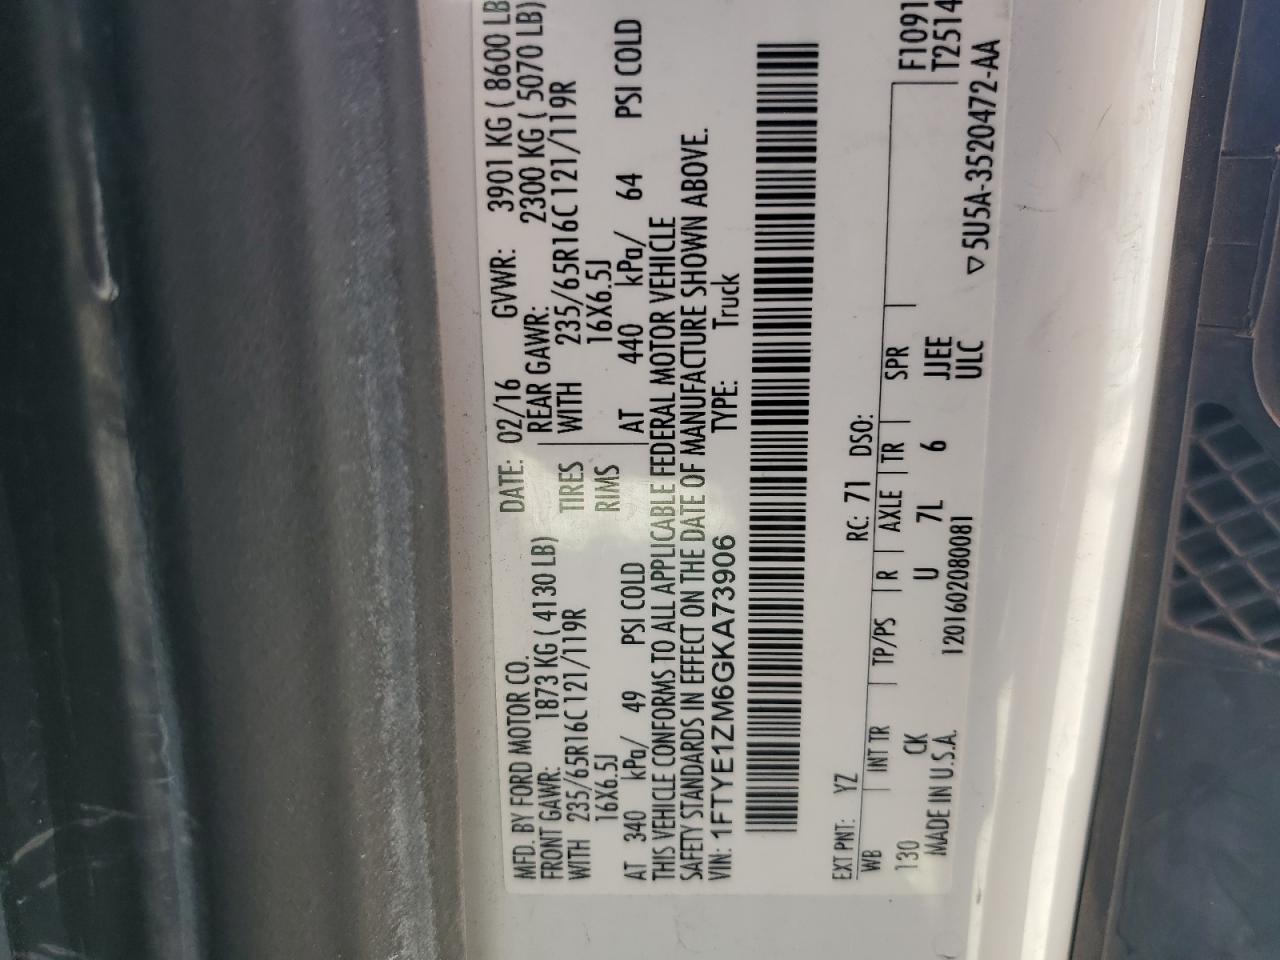 MFD. BY FORD MOTOR CO. DATE: 02/16 GVWR: 3901 KG ( 8600 LB
FRONT GAWR: 1873 KG ( 4130 LB) REAR GAWR: 2300 KG ( 5070 LB)
WITH 235/65R16C 121/119R TIRES WITH 235/65R16C 121/119R
16X6.5J RIMS 16X6.5J
AT 340 kPa/ 49 PSI COLD AT 440 kPa/ 64 PSI COLD
THIS VEHICLE CONFORMS TO ALL APPLICABLE FEDERAL MOTOR VEHICLE
SAFETY STANDARDS IN EFFECT ON THE DATE OF MANUFACTURE SHOWN ABOVE.
VIN: 1FTYE1ZM6GKA73906 TYPE: Truck
EXT PNT: YZ RC: 71 DSO:
WB INT TR TP/PS R AXLE TR SPR F1091
130 CK U 7L 6 JJEE T2514
MADE IN U.S.A. 1201602080081 ULC
▽ 5U5A-3520472-AA